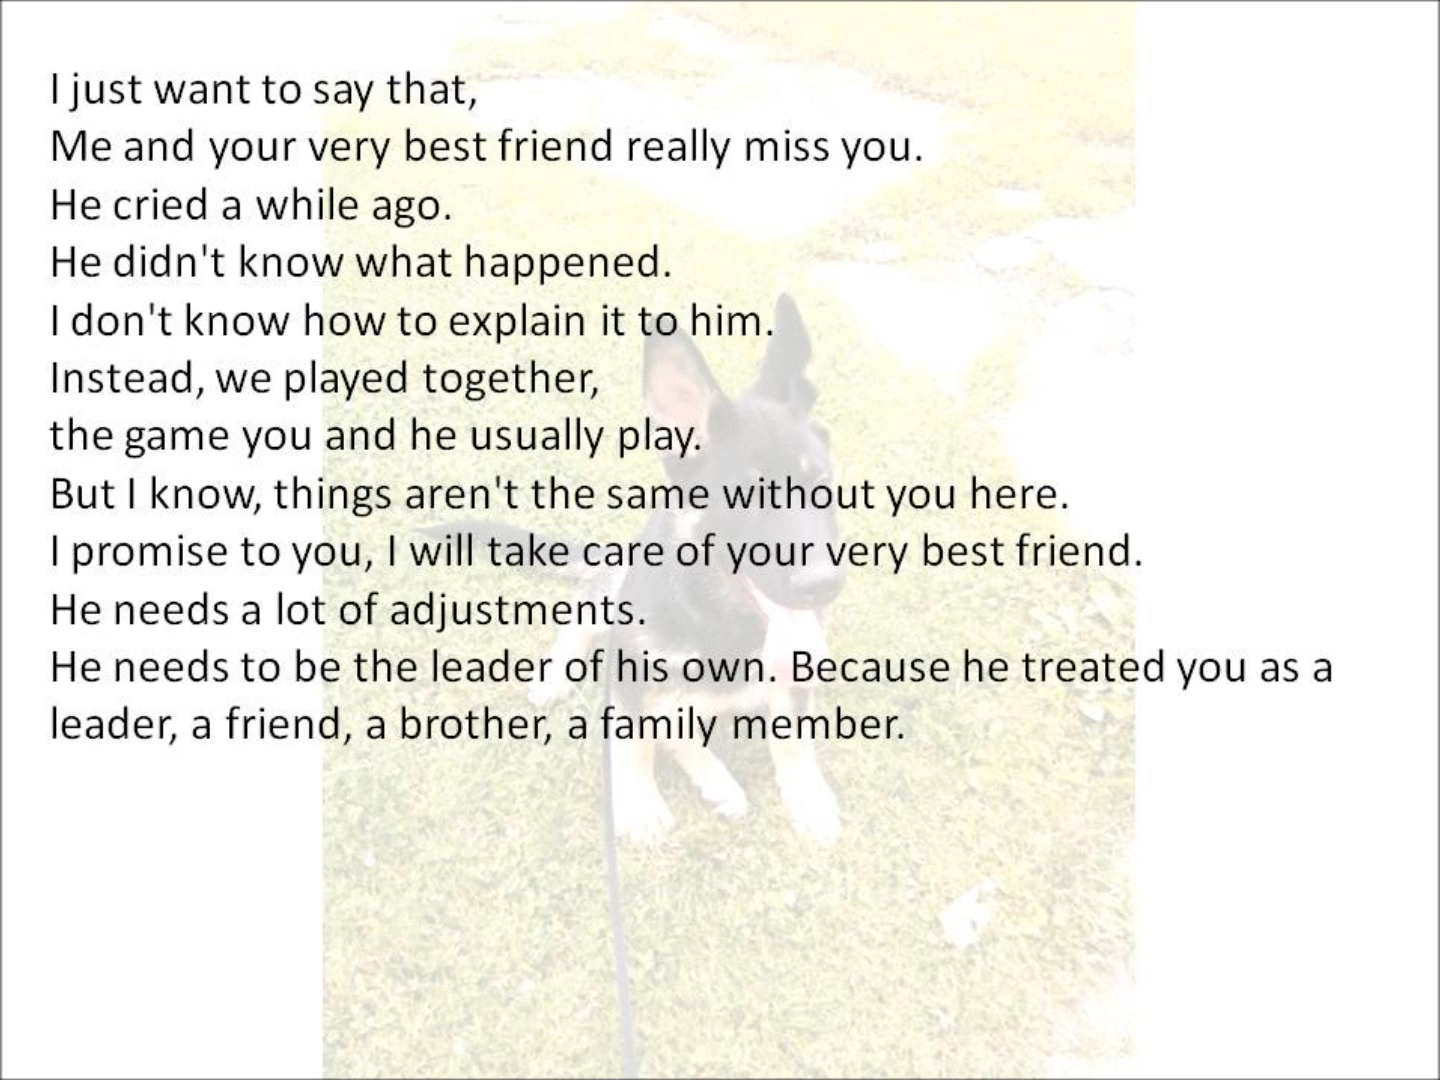 I just want to say that,
Me and your very best friend really miss you.
He cried a while ago.
He didn't know what happened.
I don't know how to explain it to him.
Instead, we played together,
the game you and he usually play.
But I know, things aren't the same without you here.
I promise to you, I will take care of your very best friend.
He needs a lot of adjustments.
He needs to be the leader of his own. Because he treated you as a
leader, a friend, a brother, a family member.